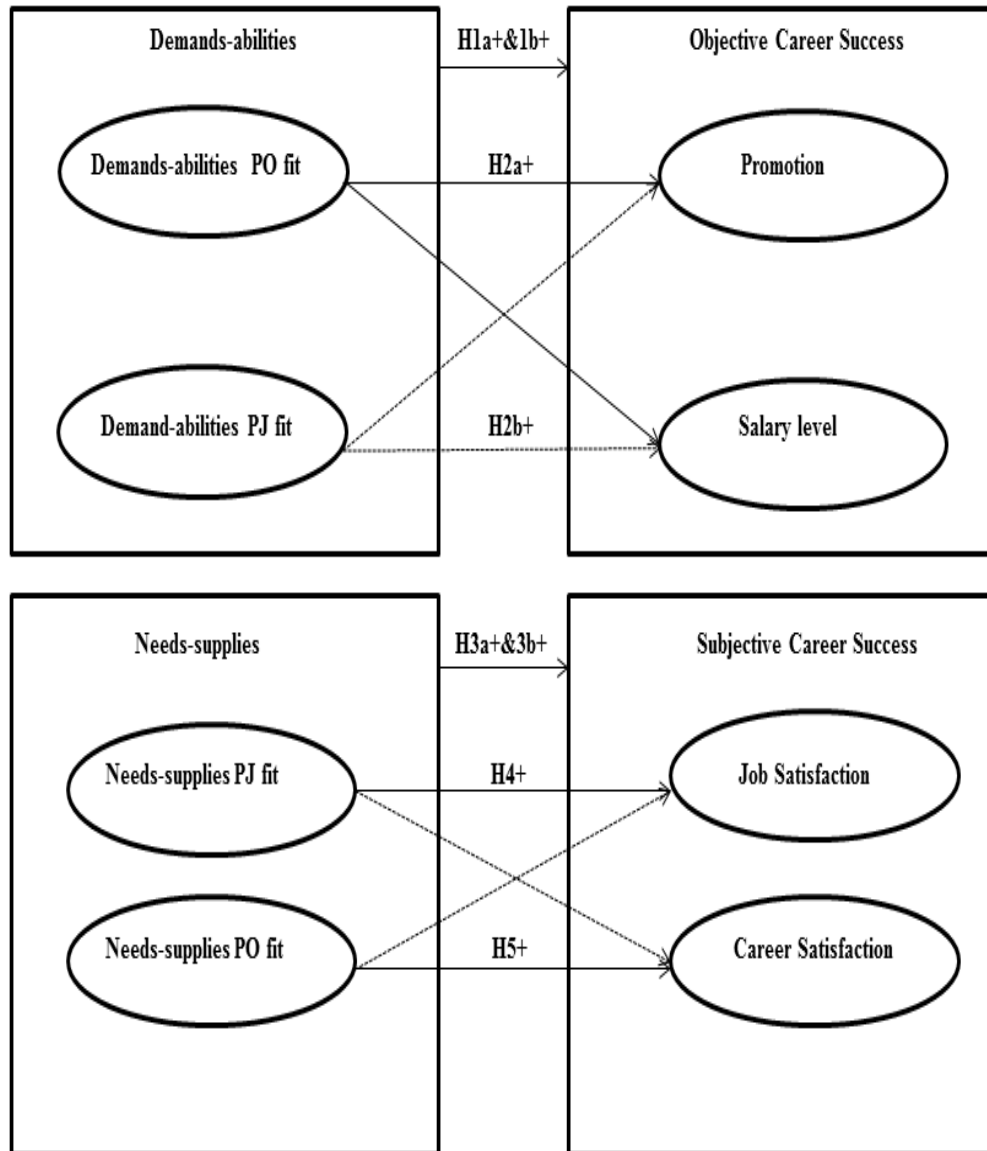 Demands-abilities
H1a+&1b+
Objective Career Success
Demands-abilities PO fit
H2a+
Promotion
Demand-abilities PJ fit
H2b+
Salary level
Needs-supplies
H3a+&3b+
Subjective Career Success
Needs-supplies PJ fit
H4+
Job Satisfaction
Needs-supplies PO fit
H5+
Career Satisfaction